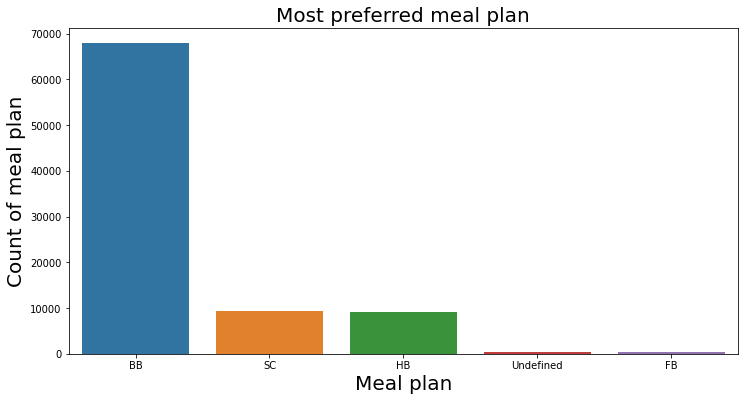 Most preferred meal plan
Count of meal plan
70000
60000
50000
40000
30000
20000
10000
0
BB SC HB Undefined FB
Meal plan